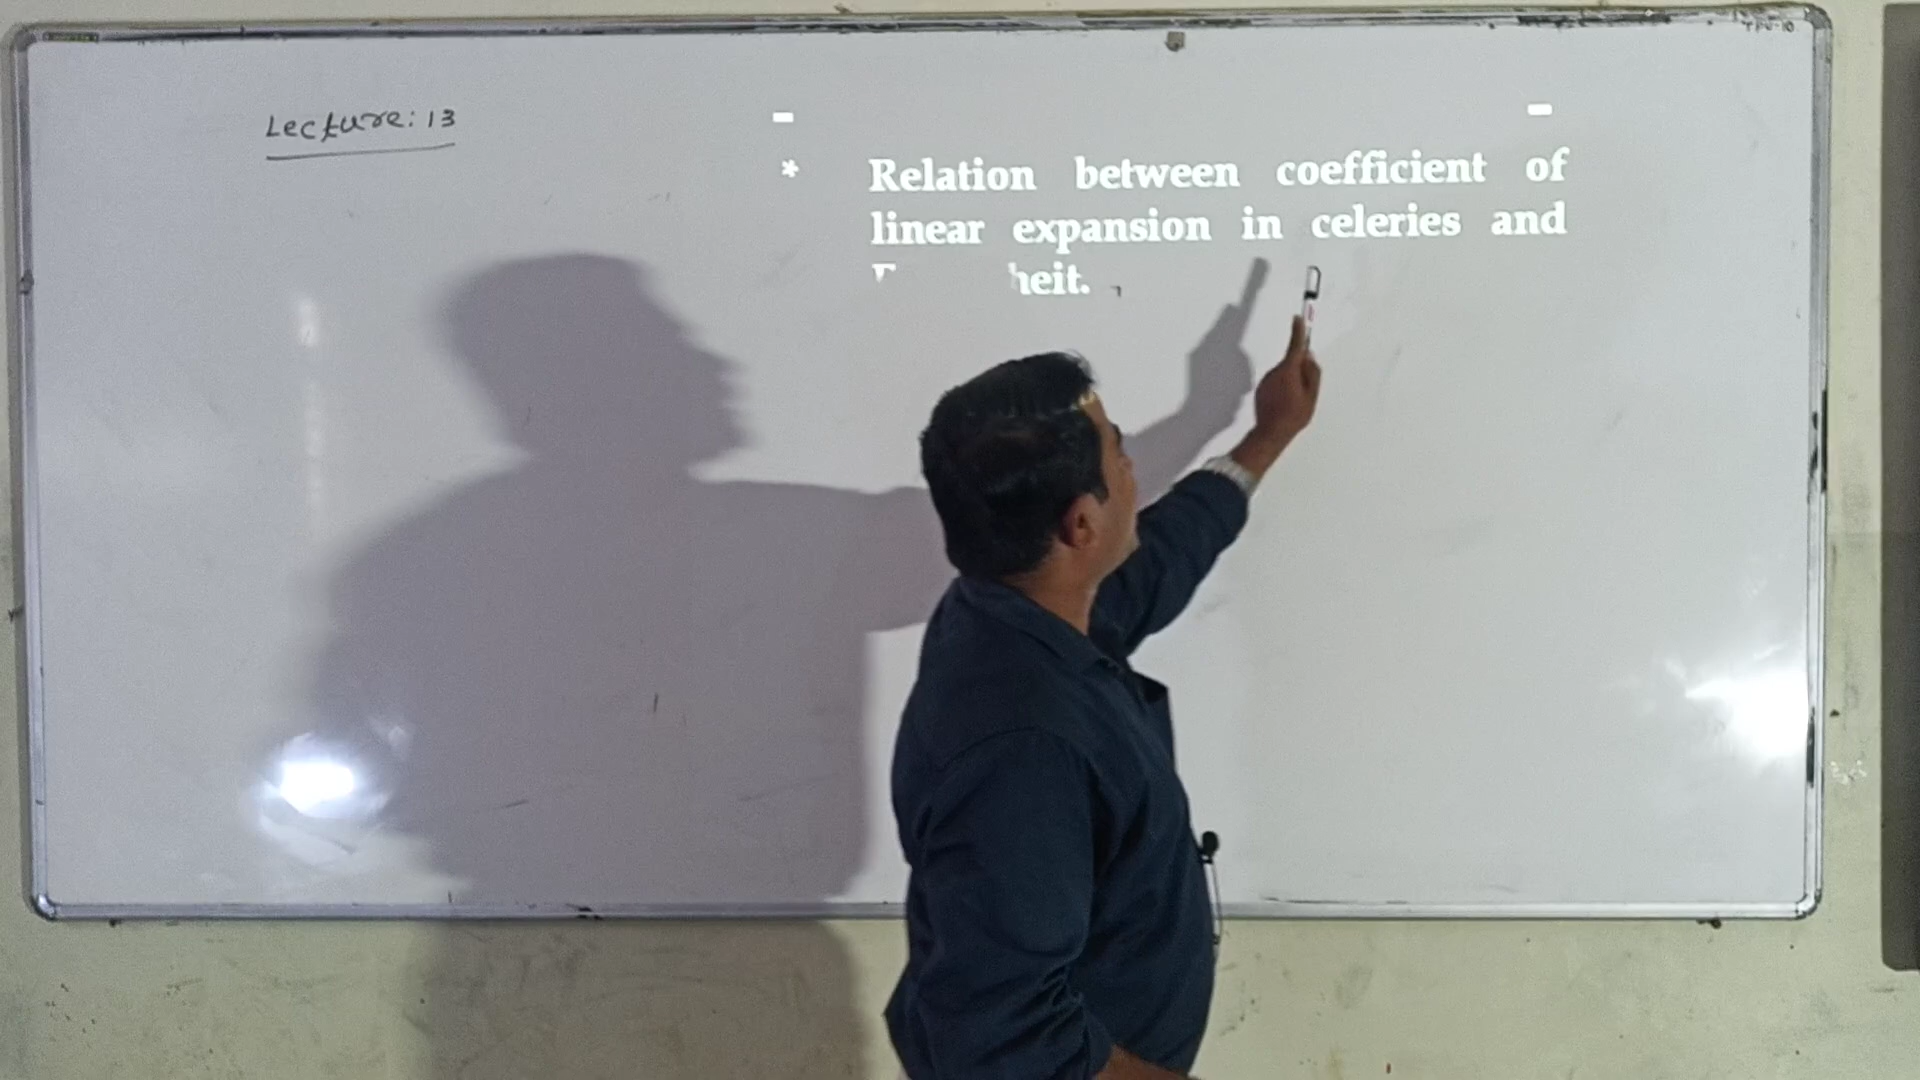 Lecture: 13
* Relation between coefficient of
linear expansion in celeries and
heit.